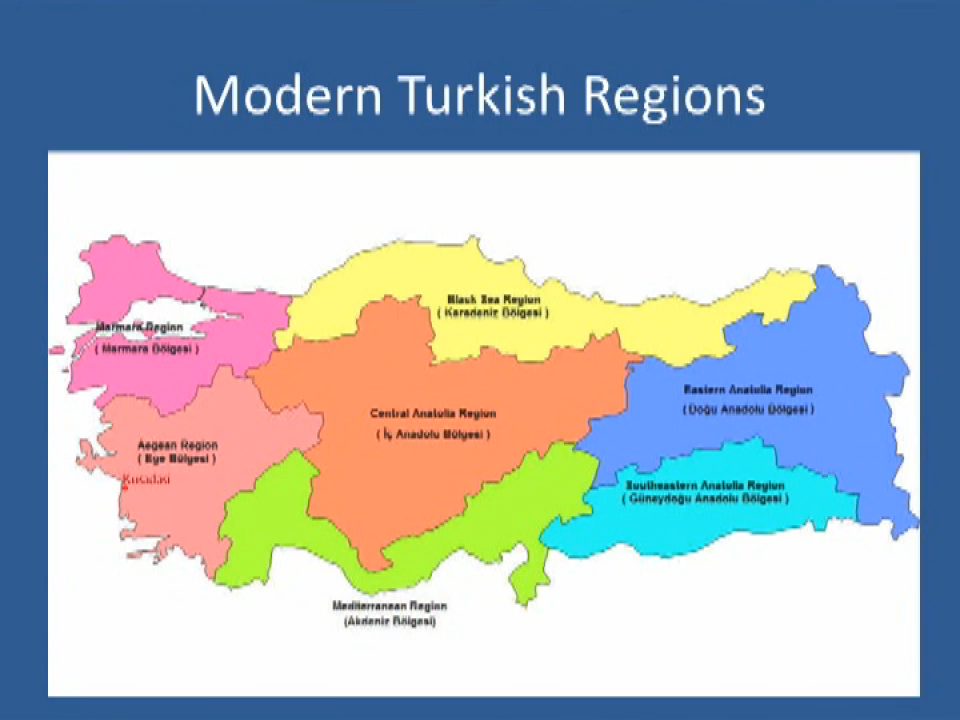 Modern Turkish Regions
Black Sea Region
( Karadeniz Bölgesi )
Marmara Region
( Marmara Bölgesi )
Eastern Anatolia Region
( Doğu Anadolu Bölgesi )
Central Anatolia Region
( İç Anadolu Bölgesi )
Aegean Region
( Ege Bölgesi )
Kusadasi
Southeastern Anatolia Region
( Güneydoğu Anadolu Bölgesi )
Mediterranean Region
(Akdeniz Bölgesi)